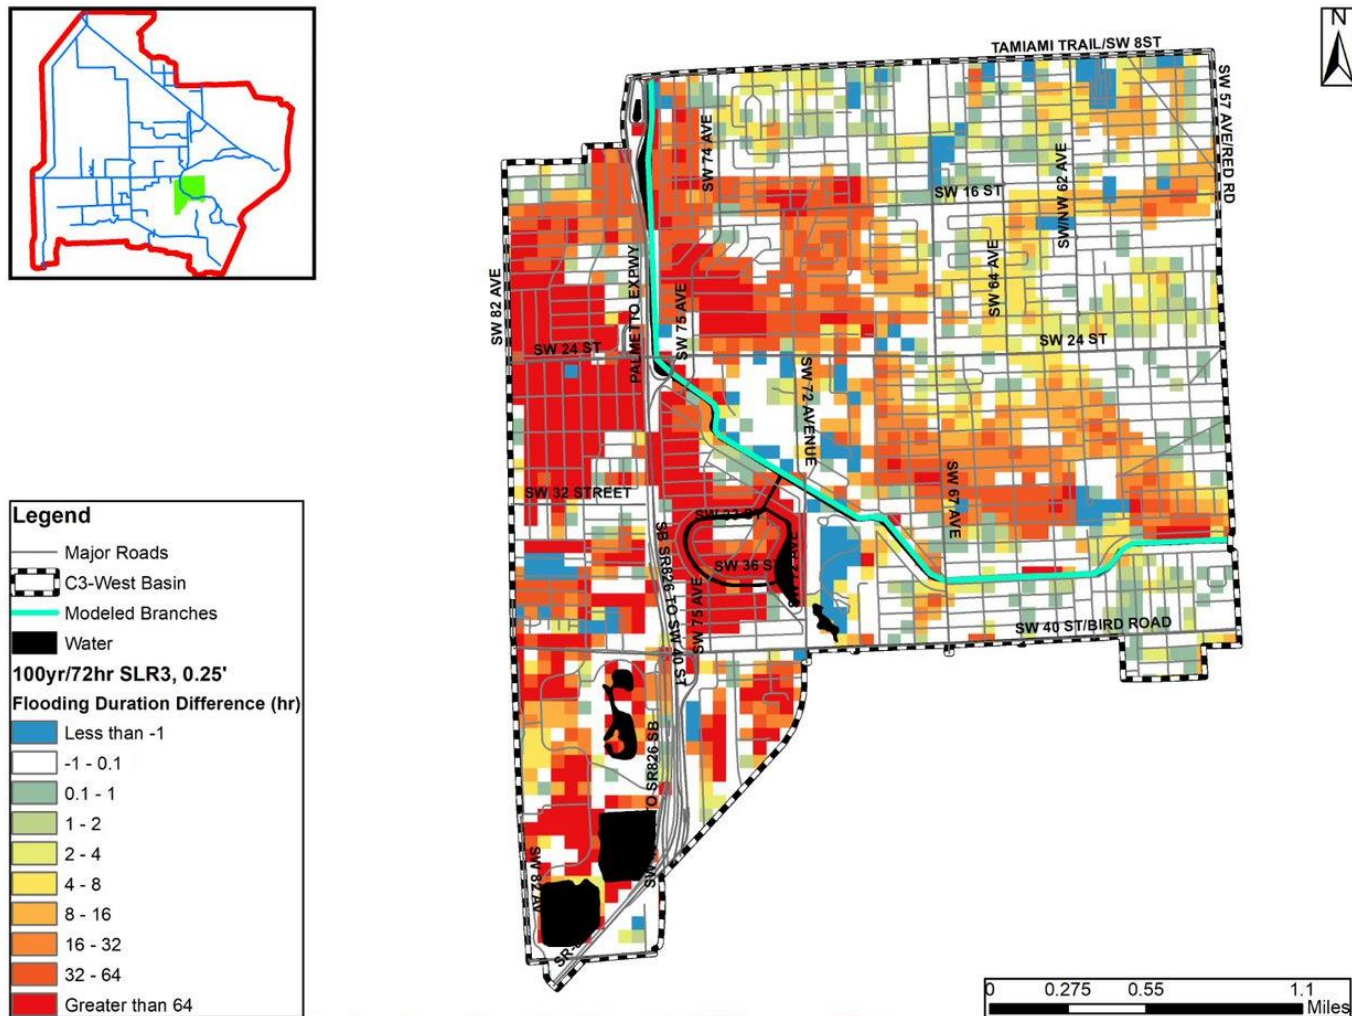 N
TAMIAMI TRAIL/SW 8ST
SW 57 AVE/RED RD
SW 74 AVE
SW 16 ST
SW/NW 62 AVE
SW 64 AVE
SW 82 AVE
PALMETTO EXPWY
SW 75 AVE
SW 24 ST
SW 24 ST
SW 72 AVENUE
SW 67 AVE
SW 32 STREET
SW 36 S
SB SR826 TO SW 40 ST
SW 75 AVE
SW 40 ST/BIRD ROAD
TO SR826 SB
SW 82 AV
Legend
Major Roads
C3-West Basin
Modeled Branches
Water
100yr/72hr SLR3, 0.25'
Flooding Duration Difference (hr)
Less than -1
-1 - 0.1
0.1 - 1
1 - 2
2 - 4
4 - 8
8 - 16
16 - 32
32 - 64
Greater than 64
0 0.275 0.55 1.1
Miles